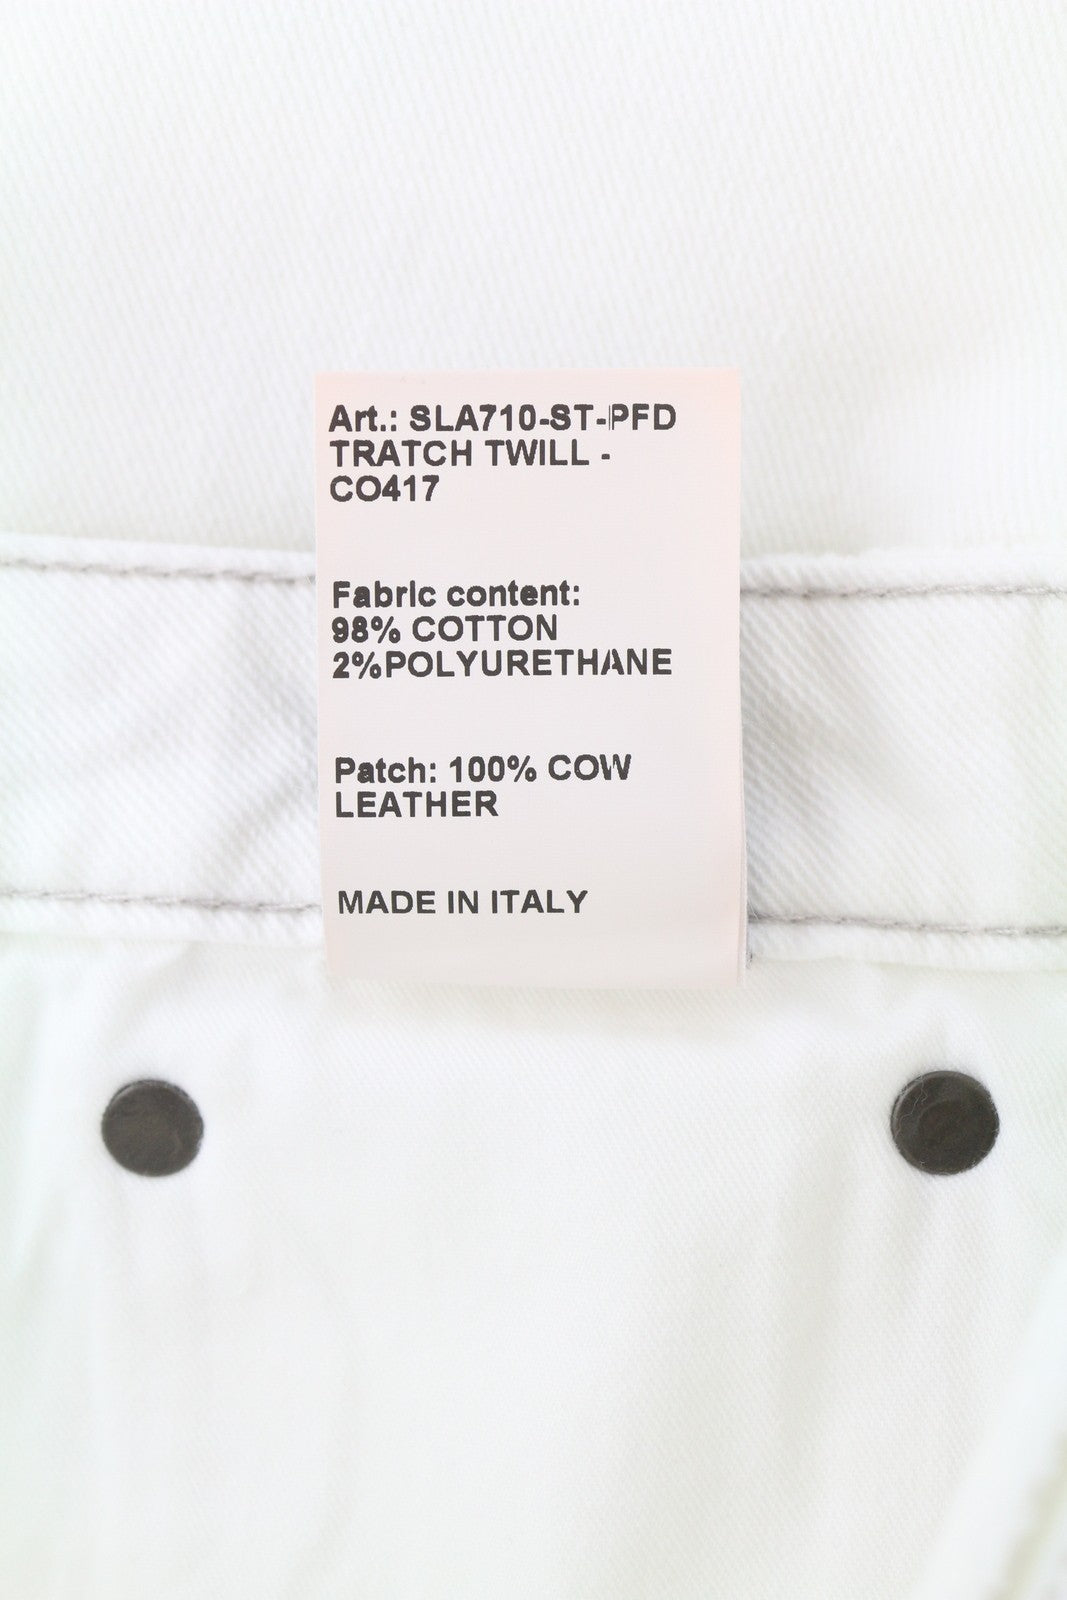 Art.: SLA710-ST-PFD
TRATCH TWILL -
CO417
Fabric content:
98% COTTON
2%POLYURETHANE
Patch: 100% COW
LEATHER
MADE IN ITALY